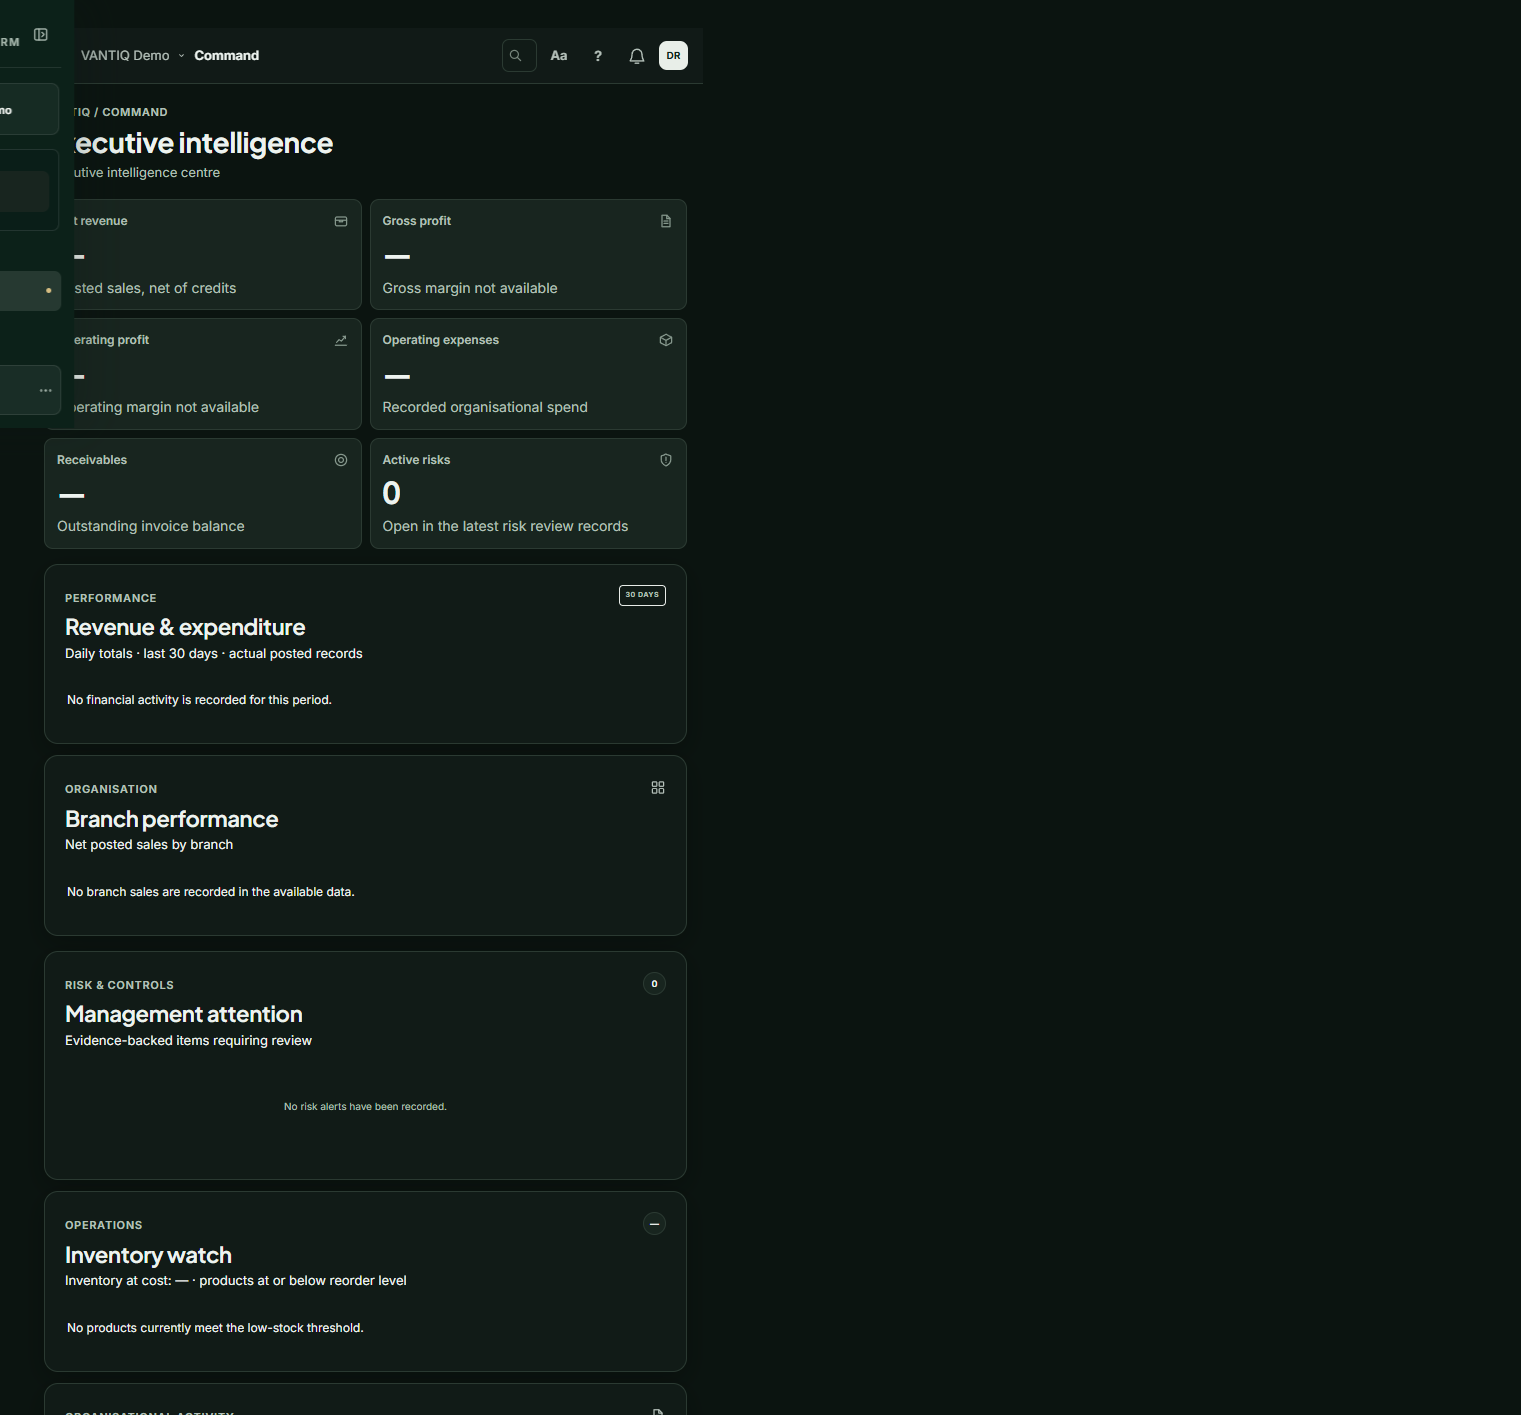 RM
VANTIQ Demo Command
Aa ? DR
mo
TIQ / COMMAND
ecutive intelligence
utive intelligence centre
t revenue
—
sted sales, net of credits
Gross profit
—
Gross margin not available
erating profit
—
erating margin not available
Operating expenses
—
Recorded organisational spend
Receivables
—
Outstanding invoice balance
Active risks
0
Open in the latest risk review records
PERFORMANCE
30 DAYS
Revenue & expenditure
Daily totals · last 30 days · actual posted records
No financial activity is recorded for this period.
ORGANISATION
Branch performance
Net posted sales by branch
No branch sales are recorded in the available data.
RISK & CONTROLS
0
Management attention
Evidence-backed items requiring review
No risk alerts have been recorded.
OPERATIONS
—
Inventory watch
Inventory at cost: — · products at or below reorder level
No products currently meet the low-stock threshold.
ORGANISATIONAL ACTIVITY